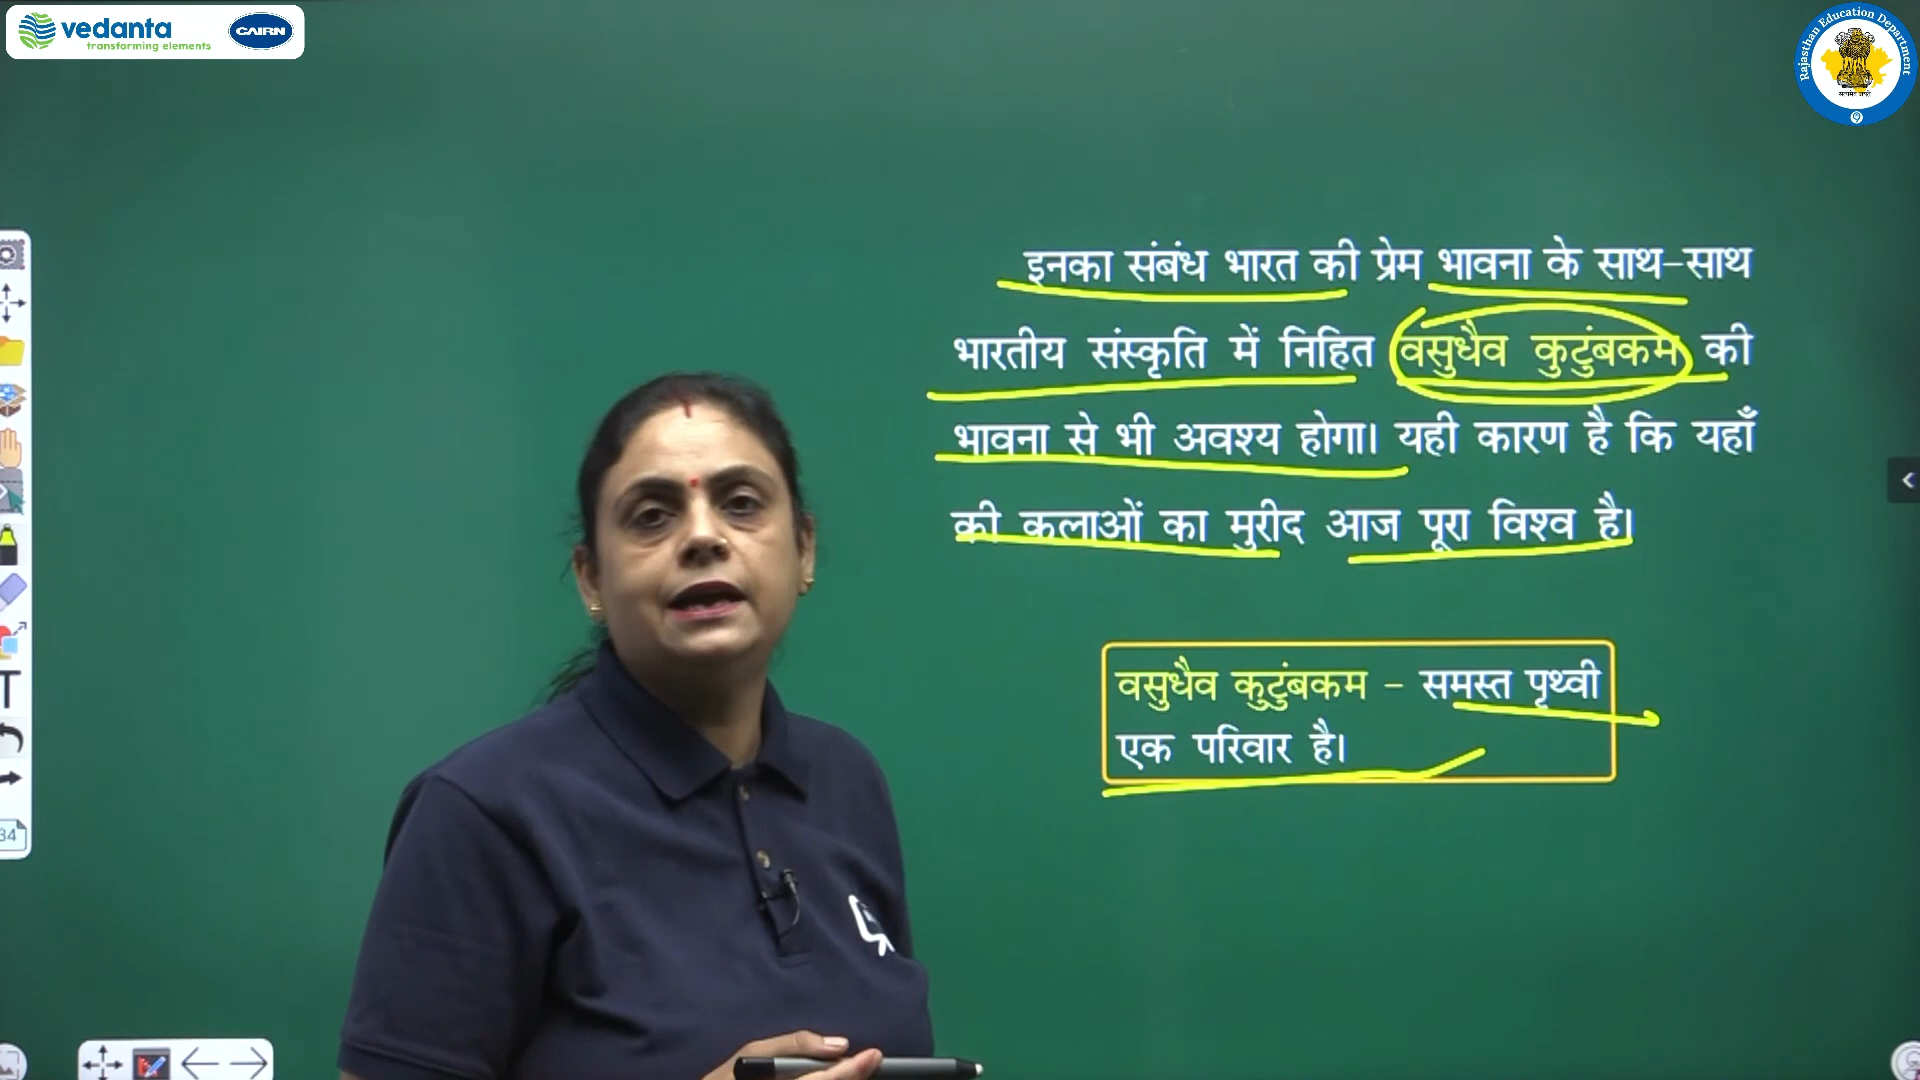 vedanta
transforming elements
CAIRN
Rajasthan Education Department
इनका संबंध भारत की प्रेम भावना के साथ-साथ
भारतीय संस्कृति में निहित वसुधैव कुटुंबकम की
भावना से भी अवश्य होगा। यही कारण है कि यहाँ
की कलाओं का मुरीद आज पूरा विश्व है।
वसुधैव कुटुंबकम - समस्त पृथ्वी
एक परिवार है।
T
34